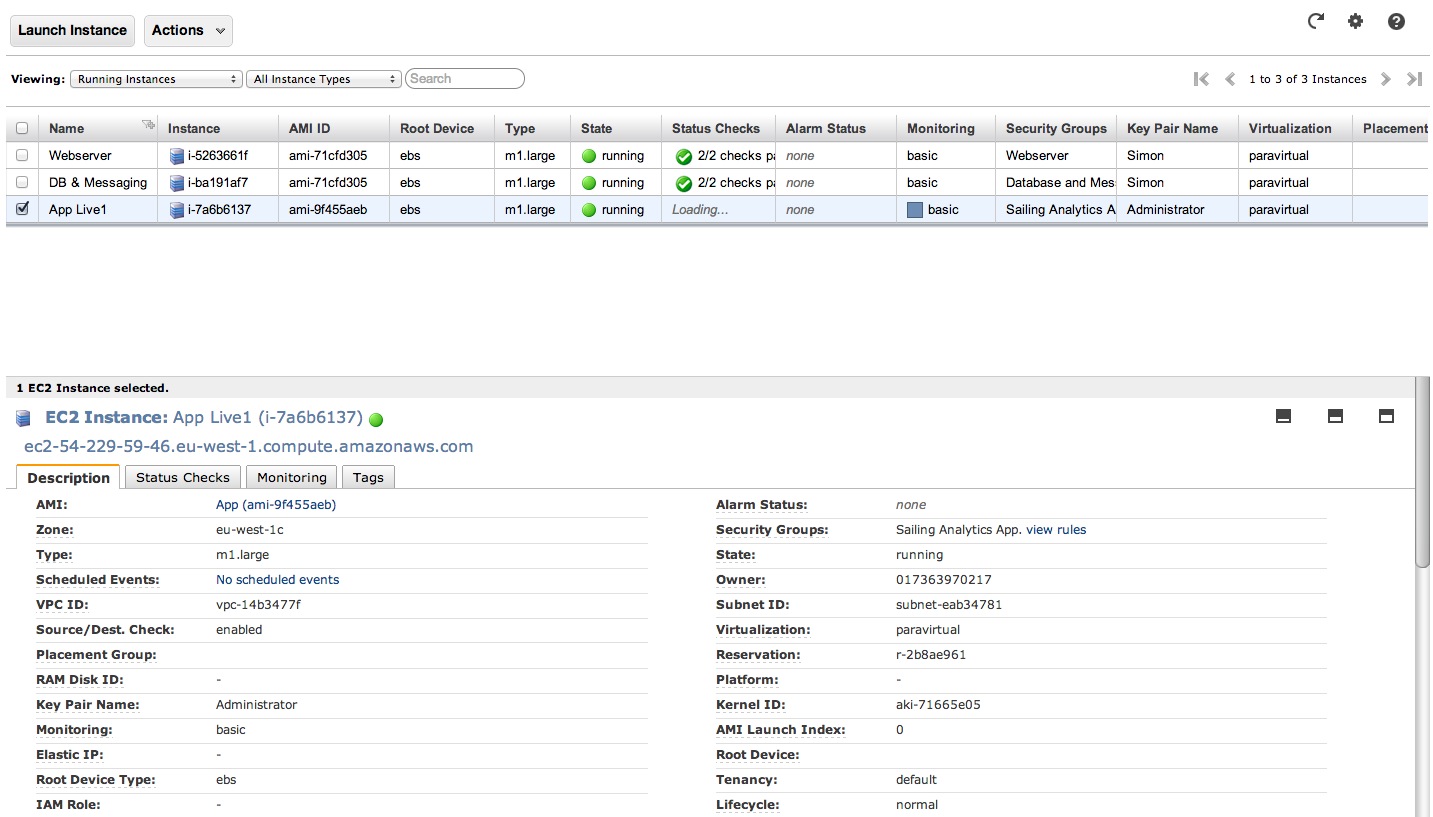 Launch Instance Actions
Viewing: Running Instances All Instance Types Search 1 to 3 of 3 Instances
Name Instance AMI ID Root Device Type State Status Checks Alarm Status Monitoring Security Groups Key Pair Name Virtualization Placement
Webserver i-5263661f ami-71cfd305 ebs m1.large running 2/2 checks pa none basic Webserver Simon paravirtual
DB & Messaging i-ba191af7 ami-71cfd305 ebs m1.large running 2/2 checks pa none basic Database and Mes Simon paravirtual
App Live1 i-7a6b6137 ami-9f455aeb ebs m1.large running Loading... none basic Sailing Analytics A Administrator paravirtual
1 EC2 Instance selected.
EC2 Instance: App Live1 (i-7a6b6137)
ec2-54-229-59-46.eu-west-1.compute.amazonaws.com
Description Status Checks Monitoring Tags
AMI: App (ami-9f455aeb) Alarm Status: none
Zone: eu-west-1c Security Groups: Sailing Analytics App. view rules
Type: m1.large State: running
Scheduled Events: No scheduled events Owner: 017363970217
VPC ID: vpc-14b3477f Subnet ID: subnet-eab34781
Source/Dest. Check: enabled Virtualization: paravirtual
Placement Group: Reservation: r-2b8ae961
RAM Disk ID: - Platform: -
Key Pair Name: Administrator Kernel ID: aki-71665e05
Monitoring: basic AMI Launch Index: 0
Elastic IP: - Root Device:
Root Device Type: ebs Tenancy: default
IAM Role: - Lifecycle: normal